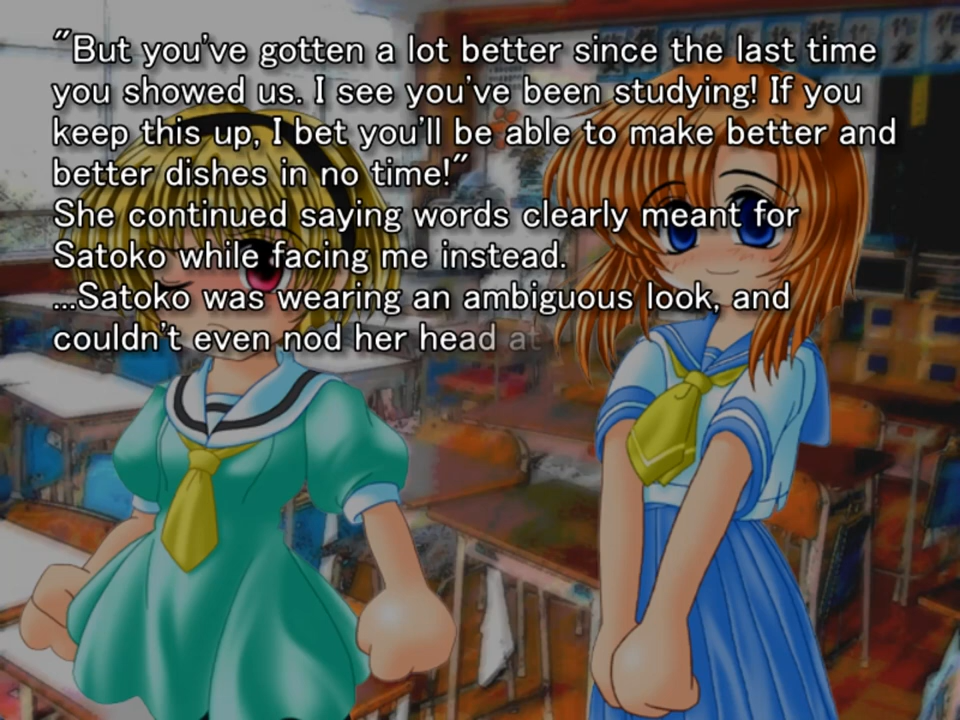 "But you've gotten a lot better since the last time
you showed us. I see you've been studying! If you
keep this up, I bet you'll be able to make better and
better dishes in no time!"
She continued saying words clearly meant for
Satoko while facing me instead.
...Satoko was wearing an ambiguous look, and
couldn't even nod her head at